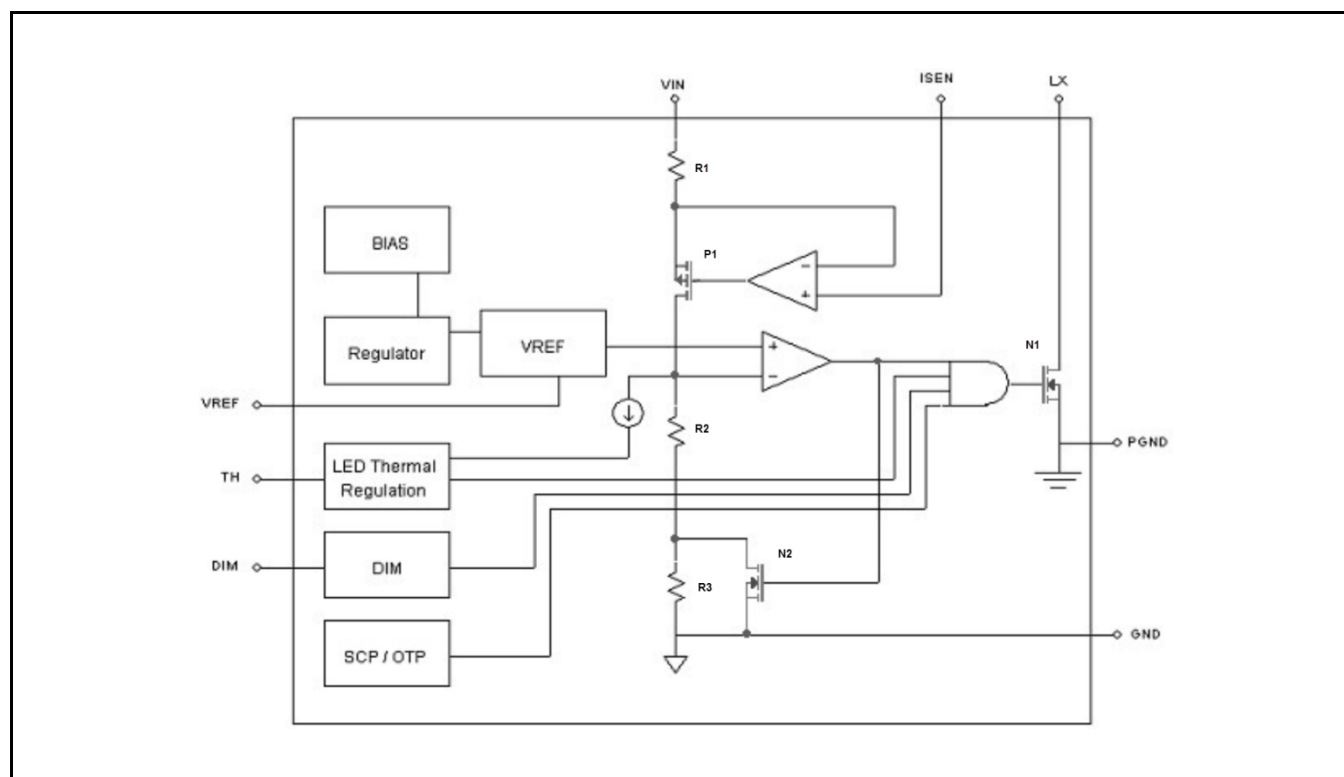 VIN
ISEN
LX
R1
BIAS
P1
-
+
Regulator
VREF
+
-
N1
VREF
R2
PGND
TH
LED Thermal
Regulation
DIM
DIM
N2
R3
GND
SCP / OTP